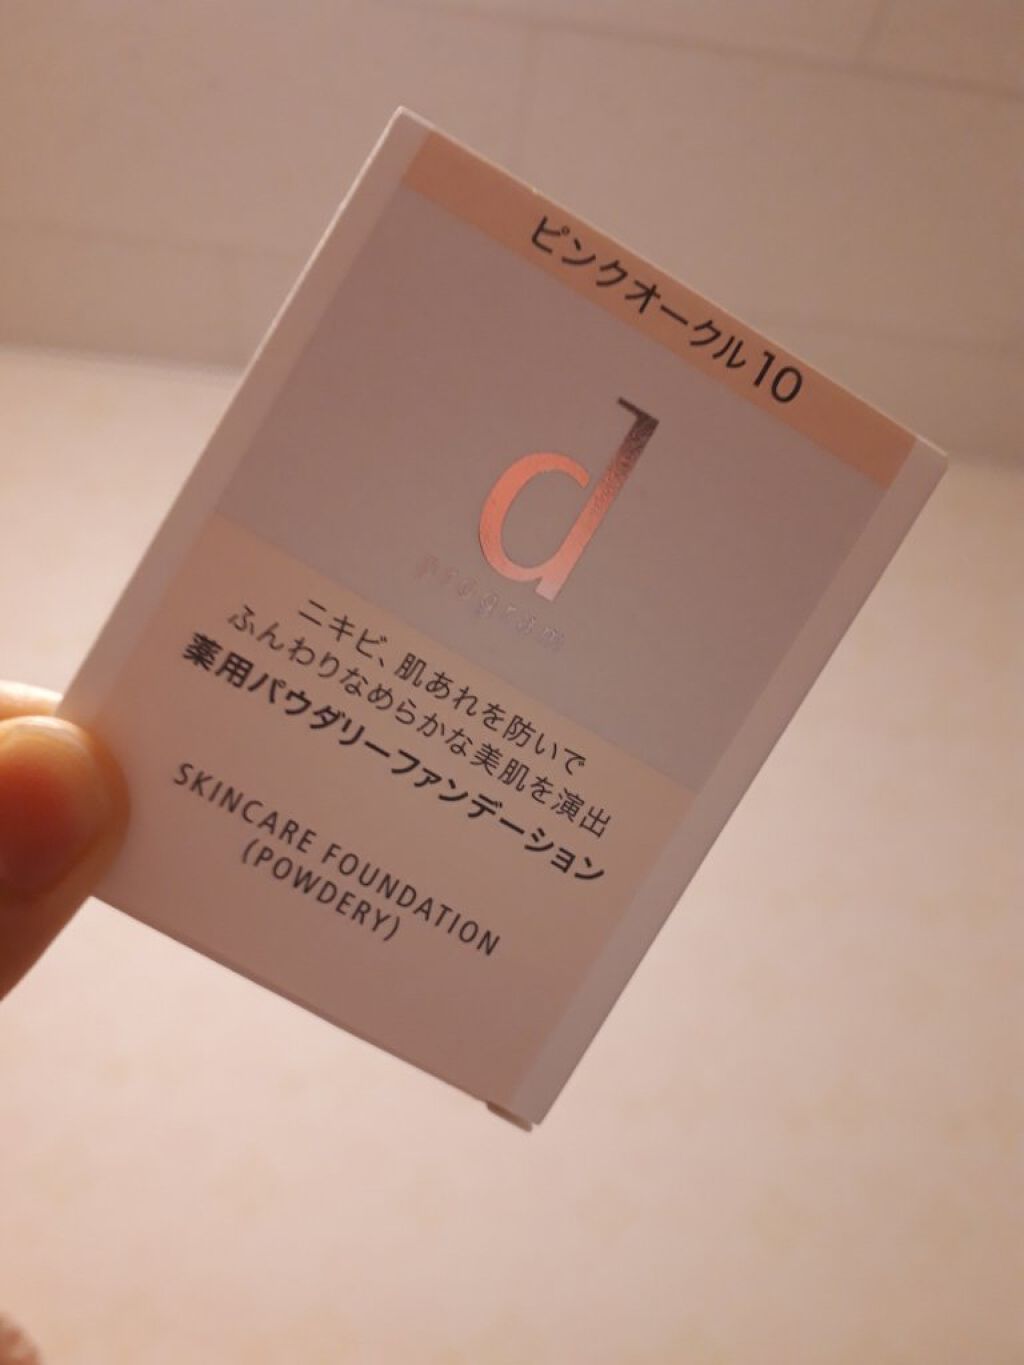 ピンクオークル10
d
program
ニキビ、肌あれを防いで
ふんわりなめらかな美肌を演出
薬用パウダリーファンデーション
SKINCARE FOUNDATION
(POWDERY)